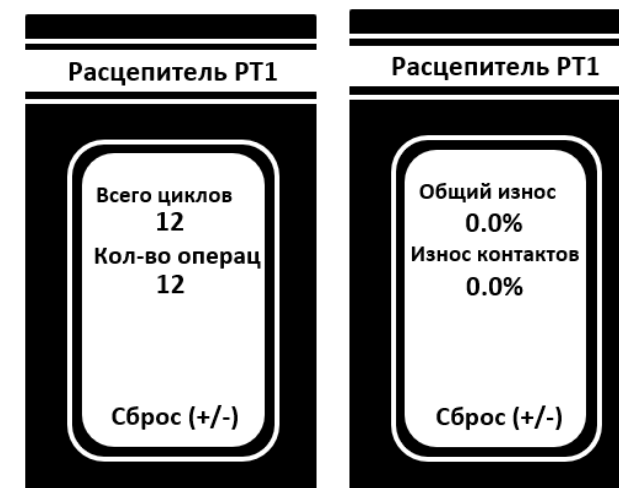 Расцепитель РТ1
Всего циклов
12
Кол-во операц
12
Сброс (+/-)
Расцепитель РТ1
Общий износ
0.0%
Износ контактов
0.0%
Сброс (+/-)